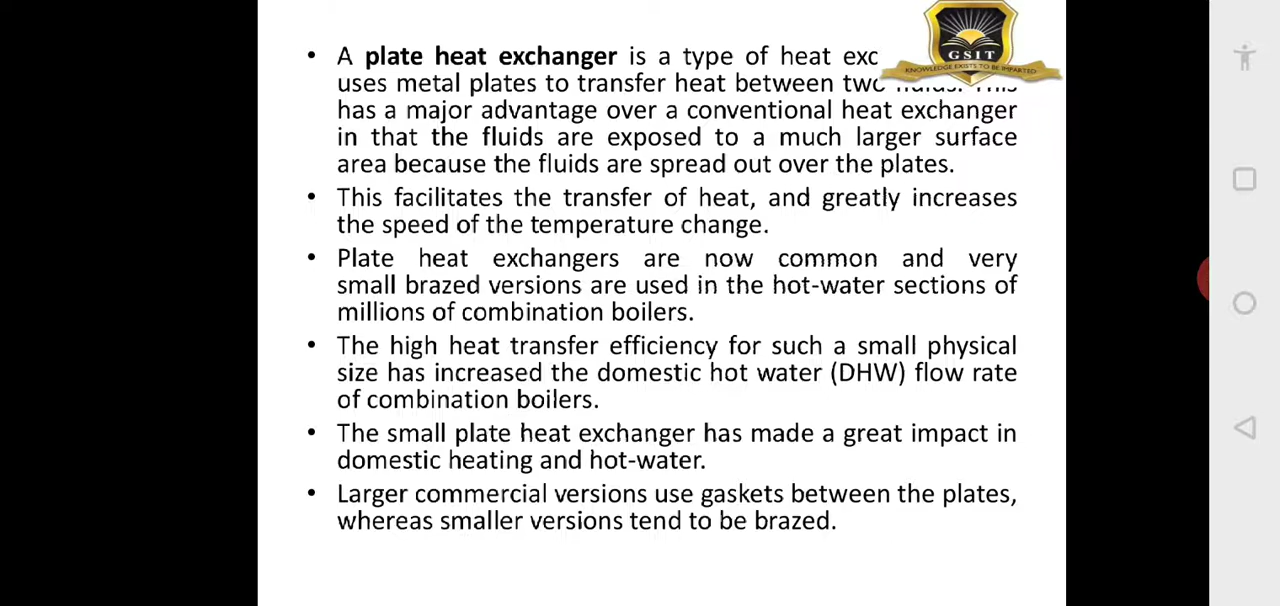 • A plate heat exchanger is a type of heat exc
uses metal plates to transfer heat between two fluids. This
has a major advantage over a conventional heat exchanger
in that the fluids are exposed to a much larger surface
area because the fluids are spread out over the plates.
• This facilitates the transfer of heat, and greatly increases
the speed of the temperature change.
• Plate heat exchangers are now common and very
small brazed versions are used in the hot-water sections of
millions of combination boilers.
• The high heat transfer efficiency for such a small physical
size has increased the domestic hot water (DHW) flow rate
of combination boilers.
• The small plate heat exchanger has made a great impact in
domestic heating and hot-water.
• Larger commercial versions use gaskets between the plates,
whereas smaller versions tend to be brazed.
GSIT
KNOWLEDGE EXISTS TO BE IMPARTED